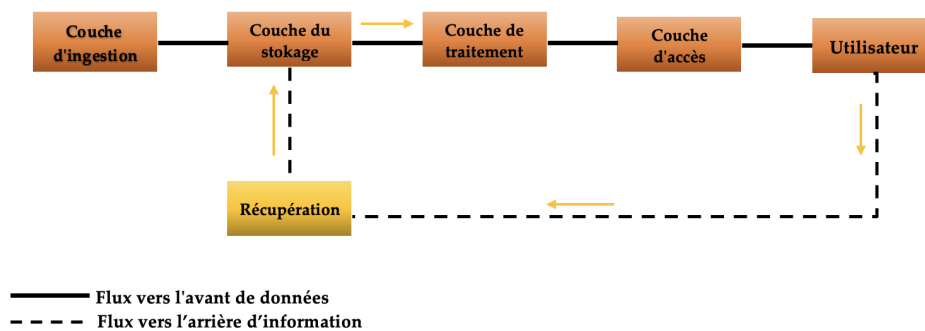 Couche
d'ingestion
Couche du
stokage
Couche de
traitement
Couche
d'accès
Utilisateur
Récupération
Flux vers l'avant de données
Flux vers l’arrière d’information